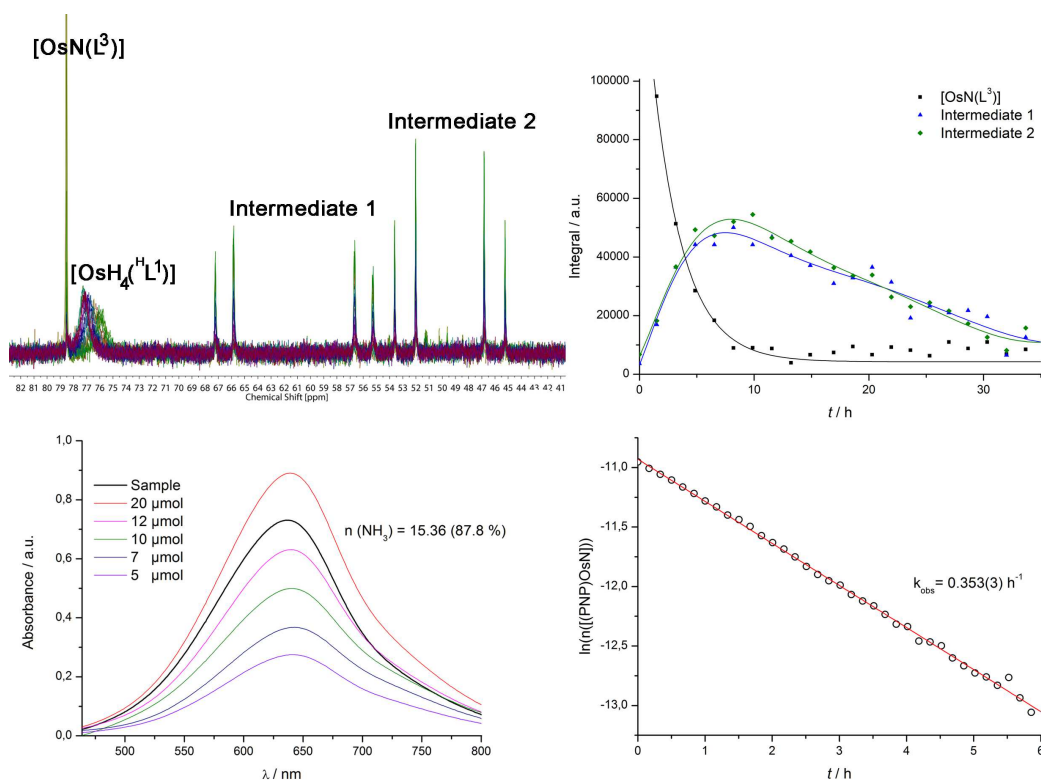 [OsN(L³)]
[OsH₄(ᴴL¹)]
Intermediate 1
Intermediate 2
82 81 80 79 78 77 76 75 74 73 72 71 70 69 68 67 66 65 64 63 62 61 60 59 58 57 56 55 54 53 52 51 50 49 48 47 46 45 44 43 42 41
Chemical Shift [ppm]
100000
80000
60000
40000
20000
0
Integral / a.u.
[OsN(L³)]
Intermediate 1
Intermediate 2
0 10 20 30
t / h
1,0
0,8
0,6
0,4
0,2
0,0
Absorbance / a.u.
Sample
20 µmol
12 µmol
10 µmol
7 µmol
5 µmol
n (NH₃) = 15.36 (87.8 %)
500 550 600 650 700 750 800
λ / nm
-11,0
-11,5
-12,0
-12,5
-13,0
ln(n([(PNP)OsN]))
k_obs = 0.353(3) h⁻¹
0 1 2 3 4 5 6
t / h